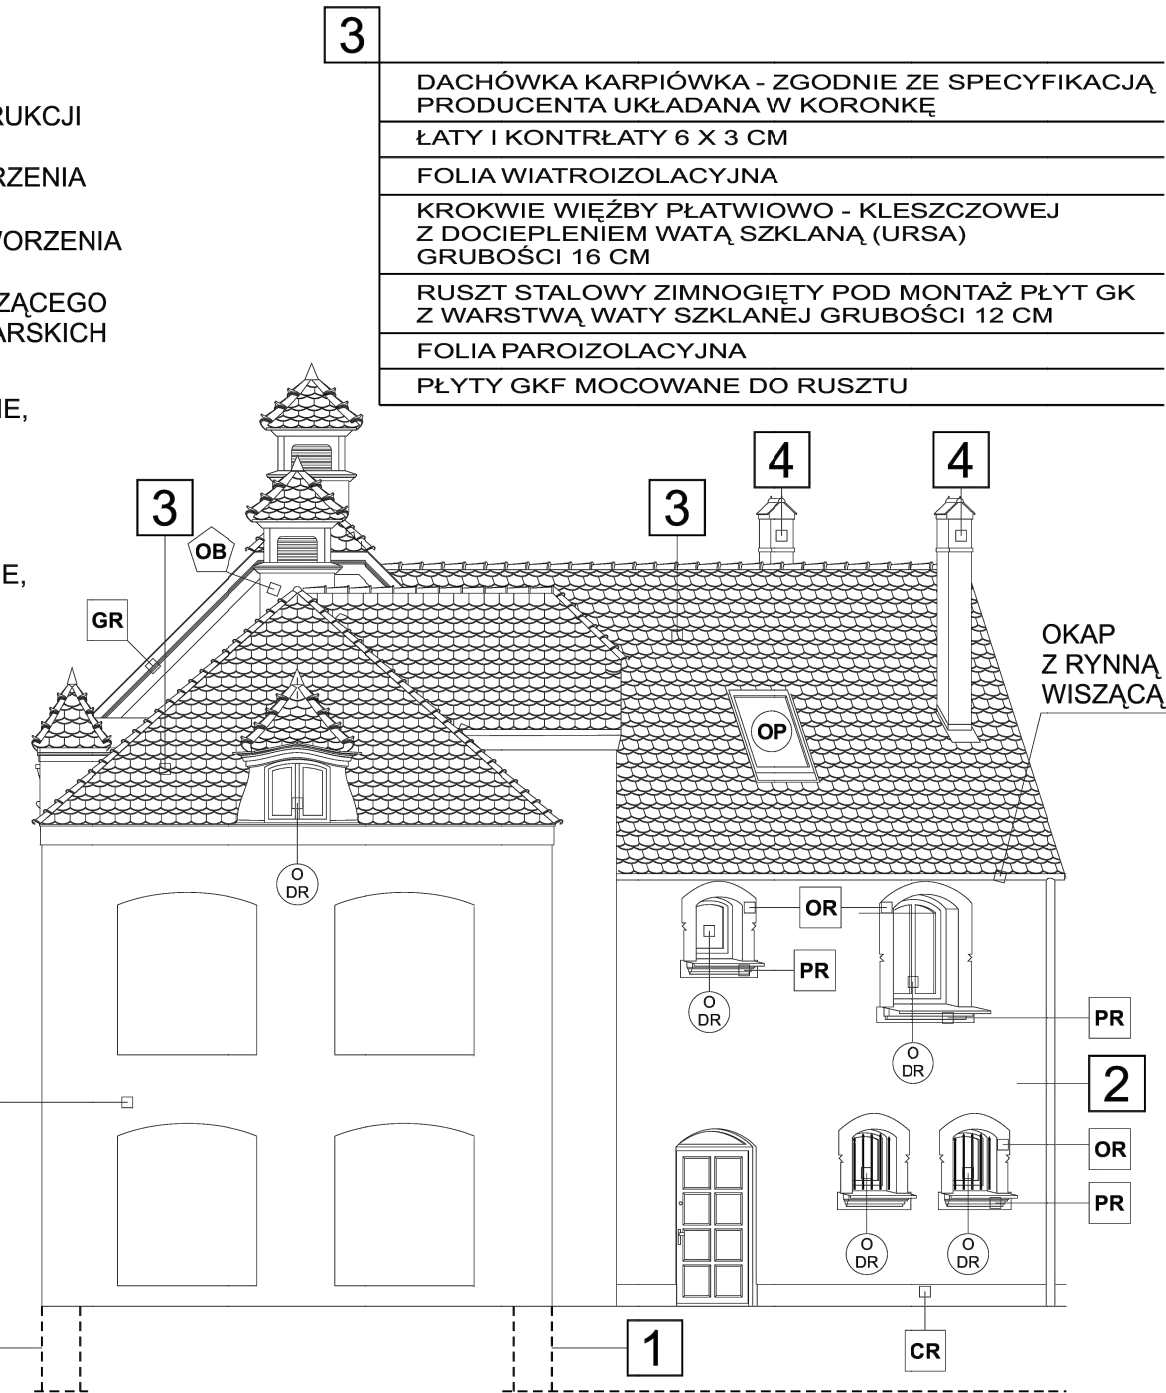 3
DACHÓWKA KARPIÓWKA - ZGODNIE ZE SPECYFIKACJĄ
PRODUCENTA UKŁADANA W KORONKĘ
ŁATY I KONTRŁATY 6 X 3 CM
FOLIA WIATROIZOLACYJNA
KROKWIE WIĘŹBY PŁATWIOWO - KLESZCZOWEJ
Z DOCIEPLENIEM WATĄ SZKLANĄ (URSA)
GRUBOŚCI 16 CM
RUSZT STALOWY ZIMNOGIĘTY POD MONTAŻ PŁYT GK
Z WARSTWĄ WATY SZKLANEJ GRUBOŚCI 12 CM
FOLIA PAROIZOLACYJNA
PŁYTY GKF MOCOWANE DO RUSZTU
RUKCJI
RZENIA
WORZENIA
ZĄCEGO
ARSKICH
IE,
E,
4
4
3
3
OB
GR
OKAP
Z RYNNĄ
WISZĄCĄ
OP
O
DR
OR
PR
O
DR
PR
O
DR
2
OR
PR
O
DR
O
DR
1
CR